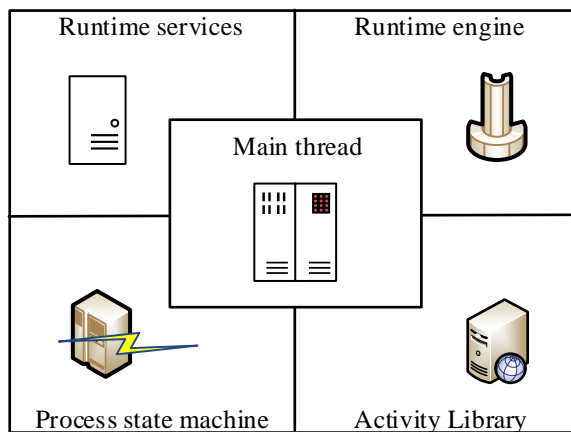 Runtime services
Runtime engine
Main thread
Process state machine
Activity Library